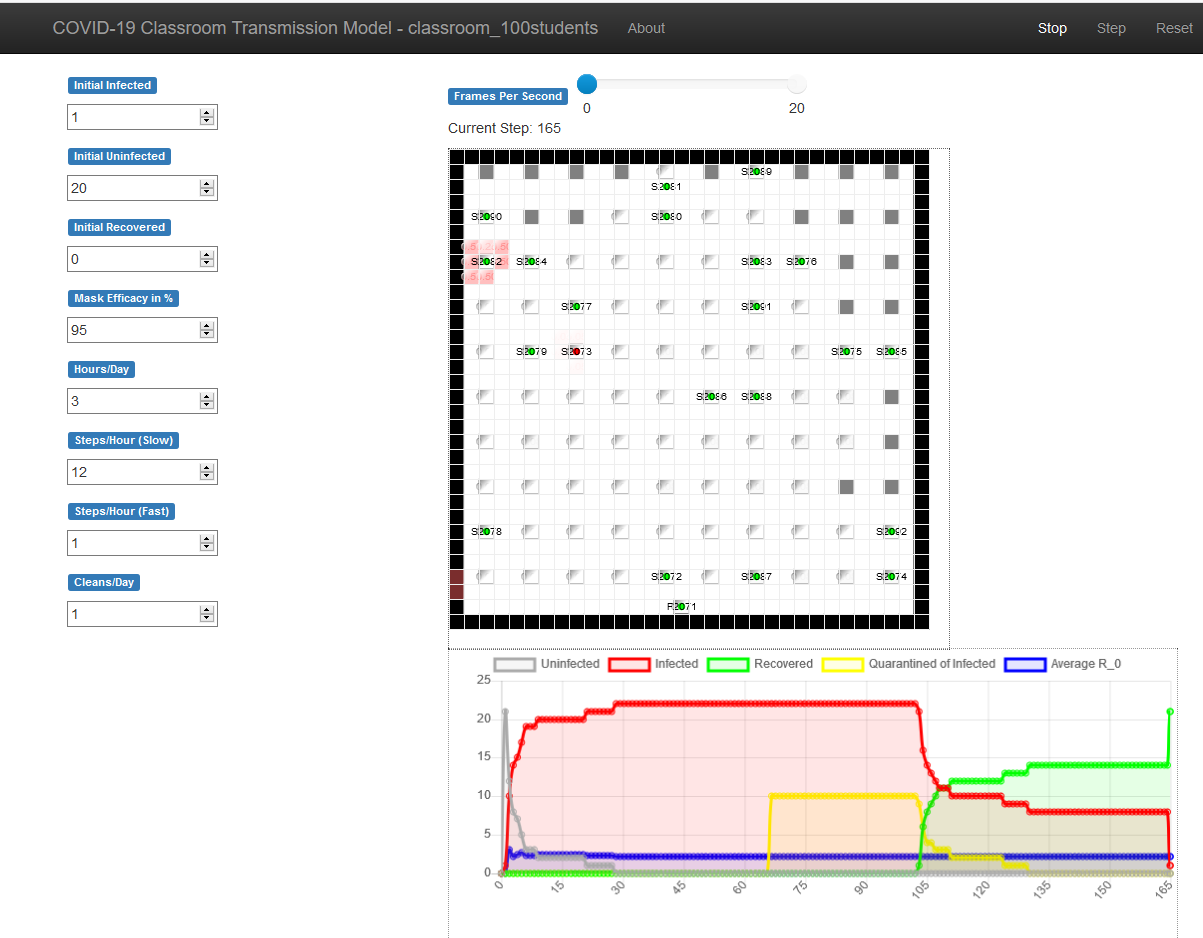 COVID-19 Classroom Transmission Model - classroom_100students About Stop Step Reset
Initial Infected
1
Initial Uninfected
20
Initial Recovered
0
Mask Efficacy in %
95
Hours/Day
3
Steps/Hour (Slow)
12
Steps/Hour (Fast)
1
Cleans/Day
1
Frames Per Second
0 20
Current Step: 165
S2089
S2081
S2090 S2080
S2082 S2084 S2083 S2076
S2077 S2091
S2079 S2073 S2075 S2085
S2086 S2088
S2078 S2092
S2072 S2087 S2074
F2071
Uninfected Infected Recovered Quarantined of Infected Average R_0
25
20
15
10
5
0
0 15 30 45 60 75 90 105 120 135 150 165